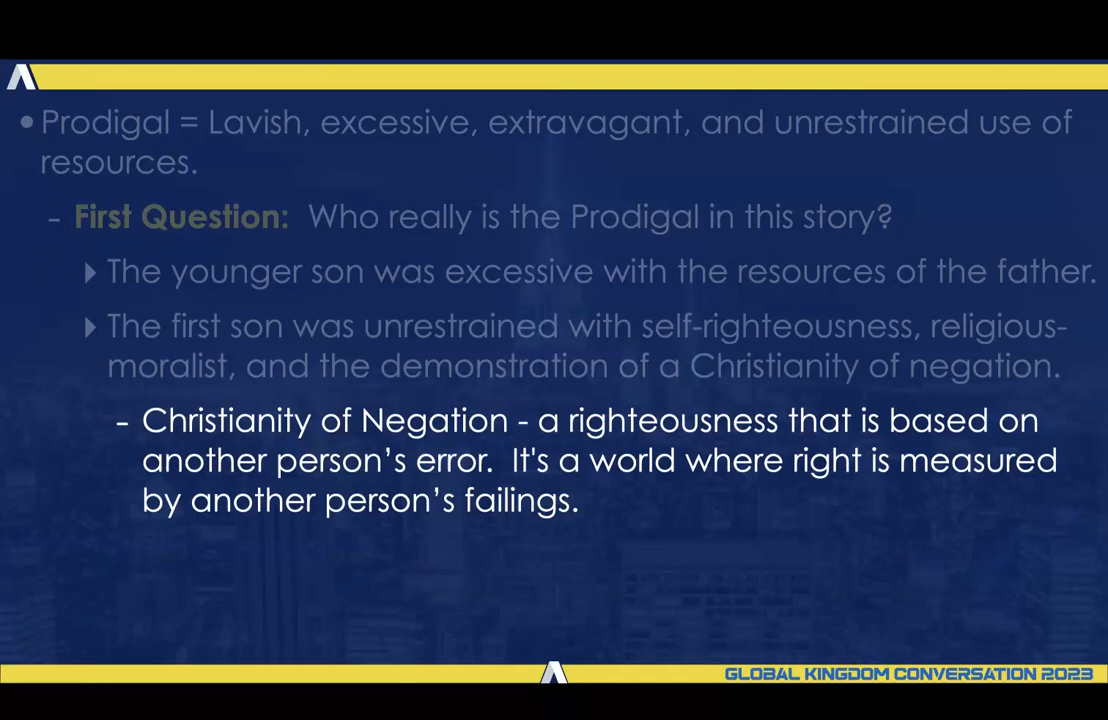 • Prodigal = Lavish, excessive, extravagant, and unrestrained use of
resources.
- First Question: Who really is the Prodigal in this story?
The younger son was excessive with the resources of the father.
The first son was unrestrained with self-righteousness, religious-
moralist, and the demonstration of a Christianity of negation.
- Christianity of Negation - a righteousness that is based on
another person's error. It's a world where right is measured
by another person's failings.
GLOBAL KINGDOM CONVERSATION 2023